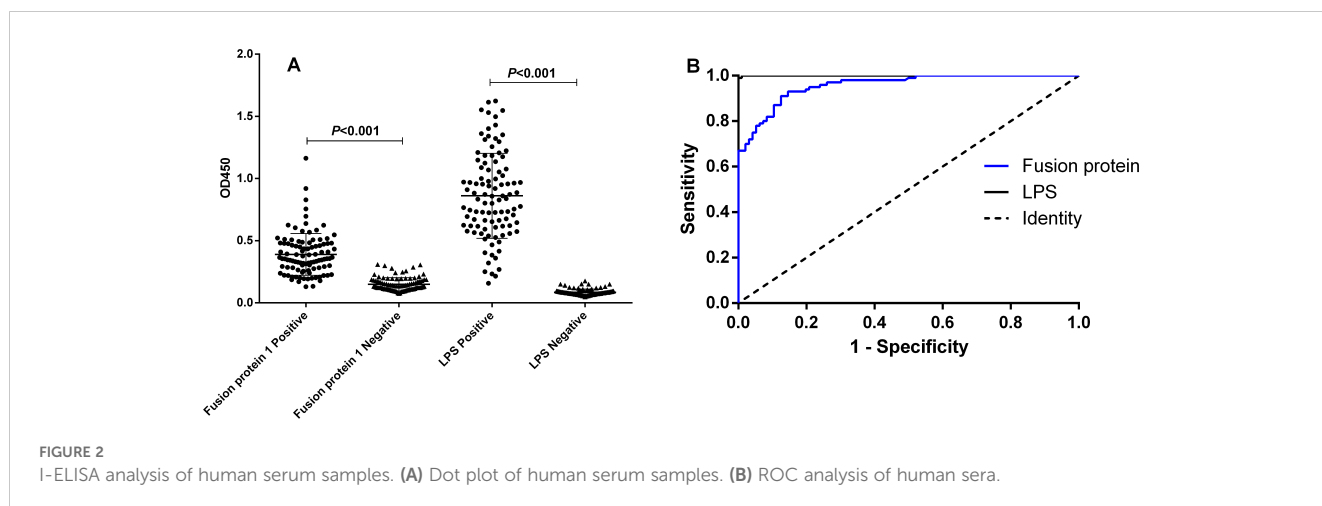 A
P<0.001
P<0.001
OD450
2.0
1.5
1.0
0.5
0.0
Fusion protein 1 Positive
Fusion protein 1 Negative
LPS Positive
LPS Negative
B
Sensitivity
1.0
0.8
0.6
0.4
0.2
0.0
0.0 0.2 0.4 0.6 0.8 1.0
1 - Specificity
Fusion protein
LPS
Identity
FIGURE 2
I-ELISA analysis of human serum samples. (A) Dot plot of human serum samples. (B) ROC analysis of human sera.